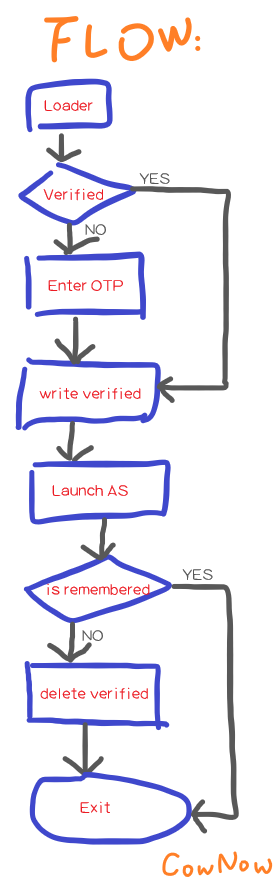 FLOW:
Loader
YES
Verified
NO
Enter OTP
write verified
Launch AS
YES
is remembered
NO
delete verified
Exit
CowNow